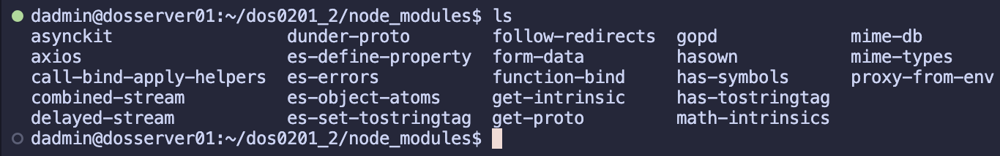 dadmin@dosserver01:~/dos0201_2/node_modules$ ls
asynckit dunder-proto follow-redirects gopd mime-db
axios es-define-property form-data hasown mime-types
call-bind-apply-helpers es-errors function-bind has-symbols proxy-from-env
combined-stream es-object-atoms get-intrinsic has-tostringtag
delayed-stream es-set-tostringtag get-proto math-intrinsics
dadmin@dosserver01:~/dos0201_2/node_modules$